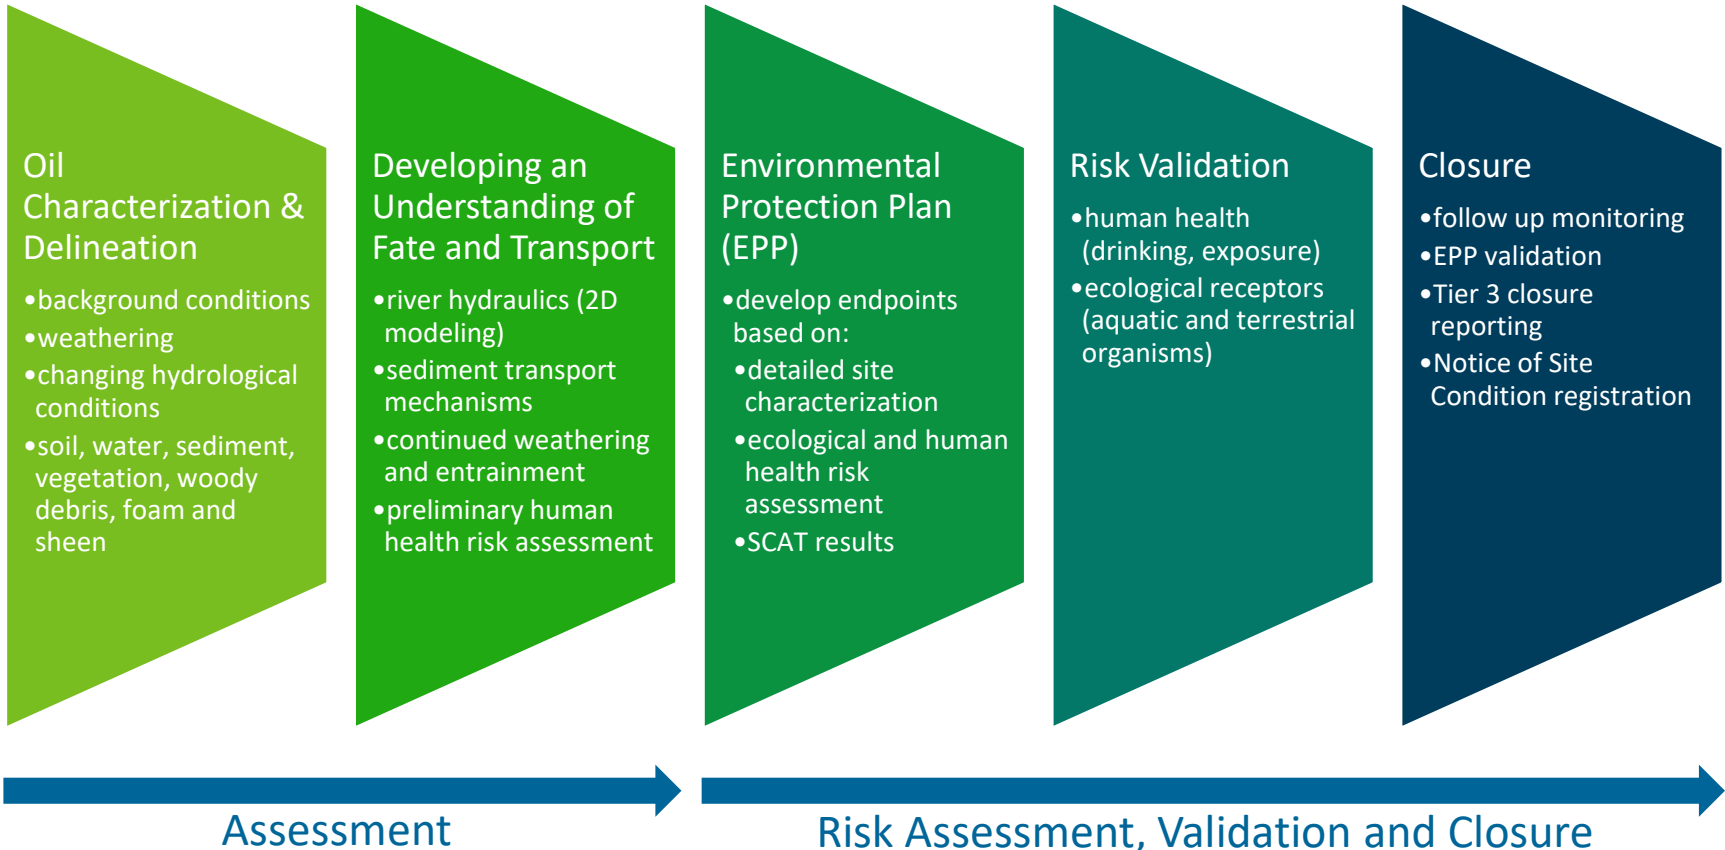 Oil
Characterization &
Delineation
•background conditions
•weathering
•changing hydrological
conditions
•soil, water, sediment,
vegetation, woody
debris, foam and
sheen
Developing an
Understanding of
Fate and Transport
•river hydraulics (2D
modeling)
•sediment transport
mechanisms
•continued weathering
and entrainment
•preliminary human
health risk assessment
Environmental
Protection Plan
(EPP)
•develop endpoints
based on:
•detailed site
characterization
•ecological and human
health risk
assessment
•SCAT results
Risk Validation
•human health
(drinking, exposure)
•ecological receptors
(aquatic and terrestrial
organisms)
Closure
•follow up monitoring
•EPP validation
•Tier 3 closure
reporting
•Notice of Site
Condition registration
Assessment
Risk Assessment, Validation and Closure